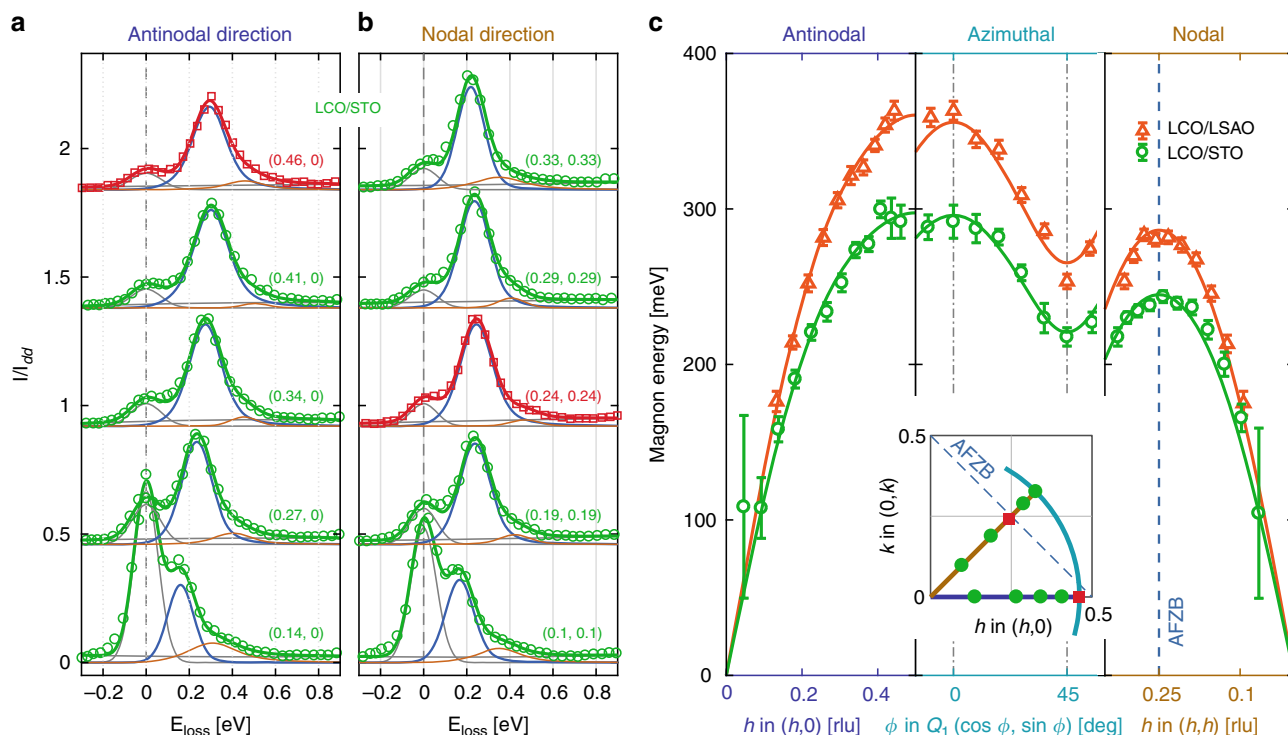 a
Antinodal direction
b
Nodal direction
c
Antinodal
Azimuthal
Nodal
I/I_dd
2
1.5
1
0.5
0
LCO/STO
(0.46, 0)
(0.41, 0)
(0.34, 0)
(0.27, 0)
(0.14, 0)
−0.2 0 0.2 0.4 0.6 0.8
E_loss [eV]
(0.33, 0.33)
(0.29, 0.29)
(0.24, 0.24)
(0.19, 0.19)
(0.1, 0.1)
−0.2 0 0.2 0.4 0.6 0.8
E_loss [eV]
Magnon energy [meV]
400
300
200
100
0
LCO/LSAO
LCO/STO
0.5
AFZB
k in (0,k)
0
0.5
h in (h,0)
AFZB
0 0.2 0.4
0 45
0.25 0.1
h in (h,0) [rlu]
ϕ in Q₁ (cos ϕ, sin ϕ) [deg]
h in (h,h) [rlu]